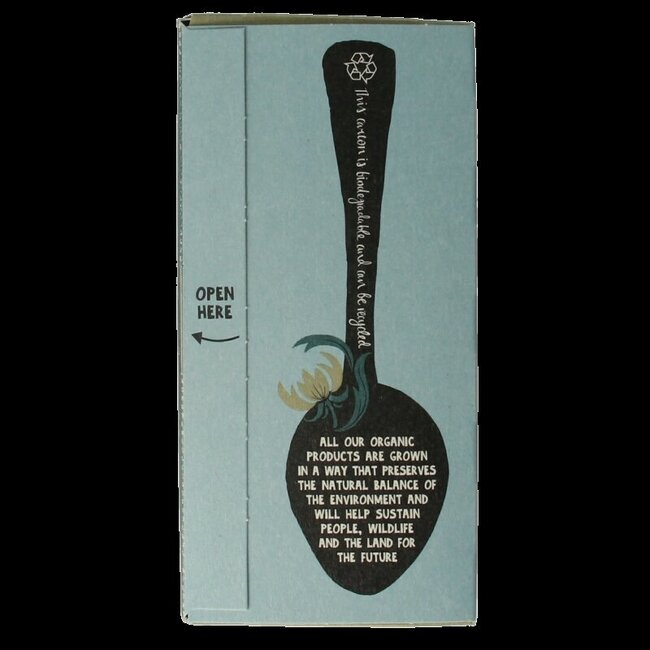 This carton is biodegradable and can be recycled
OPEN
HERE
ALL OUR ORGANIC
PRODUCTS ARE GROWN
IN A WAY THAT PRESERVES
THE NATURAL BALANCE OF
THE ENVIRONMENT AND
WILL HELP SUSTAIN
PEOPLE, WILDLIFE
AND THE LAND FOR
THE FUTURE